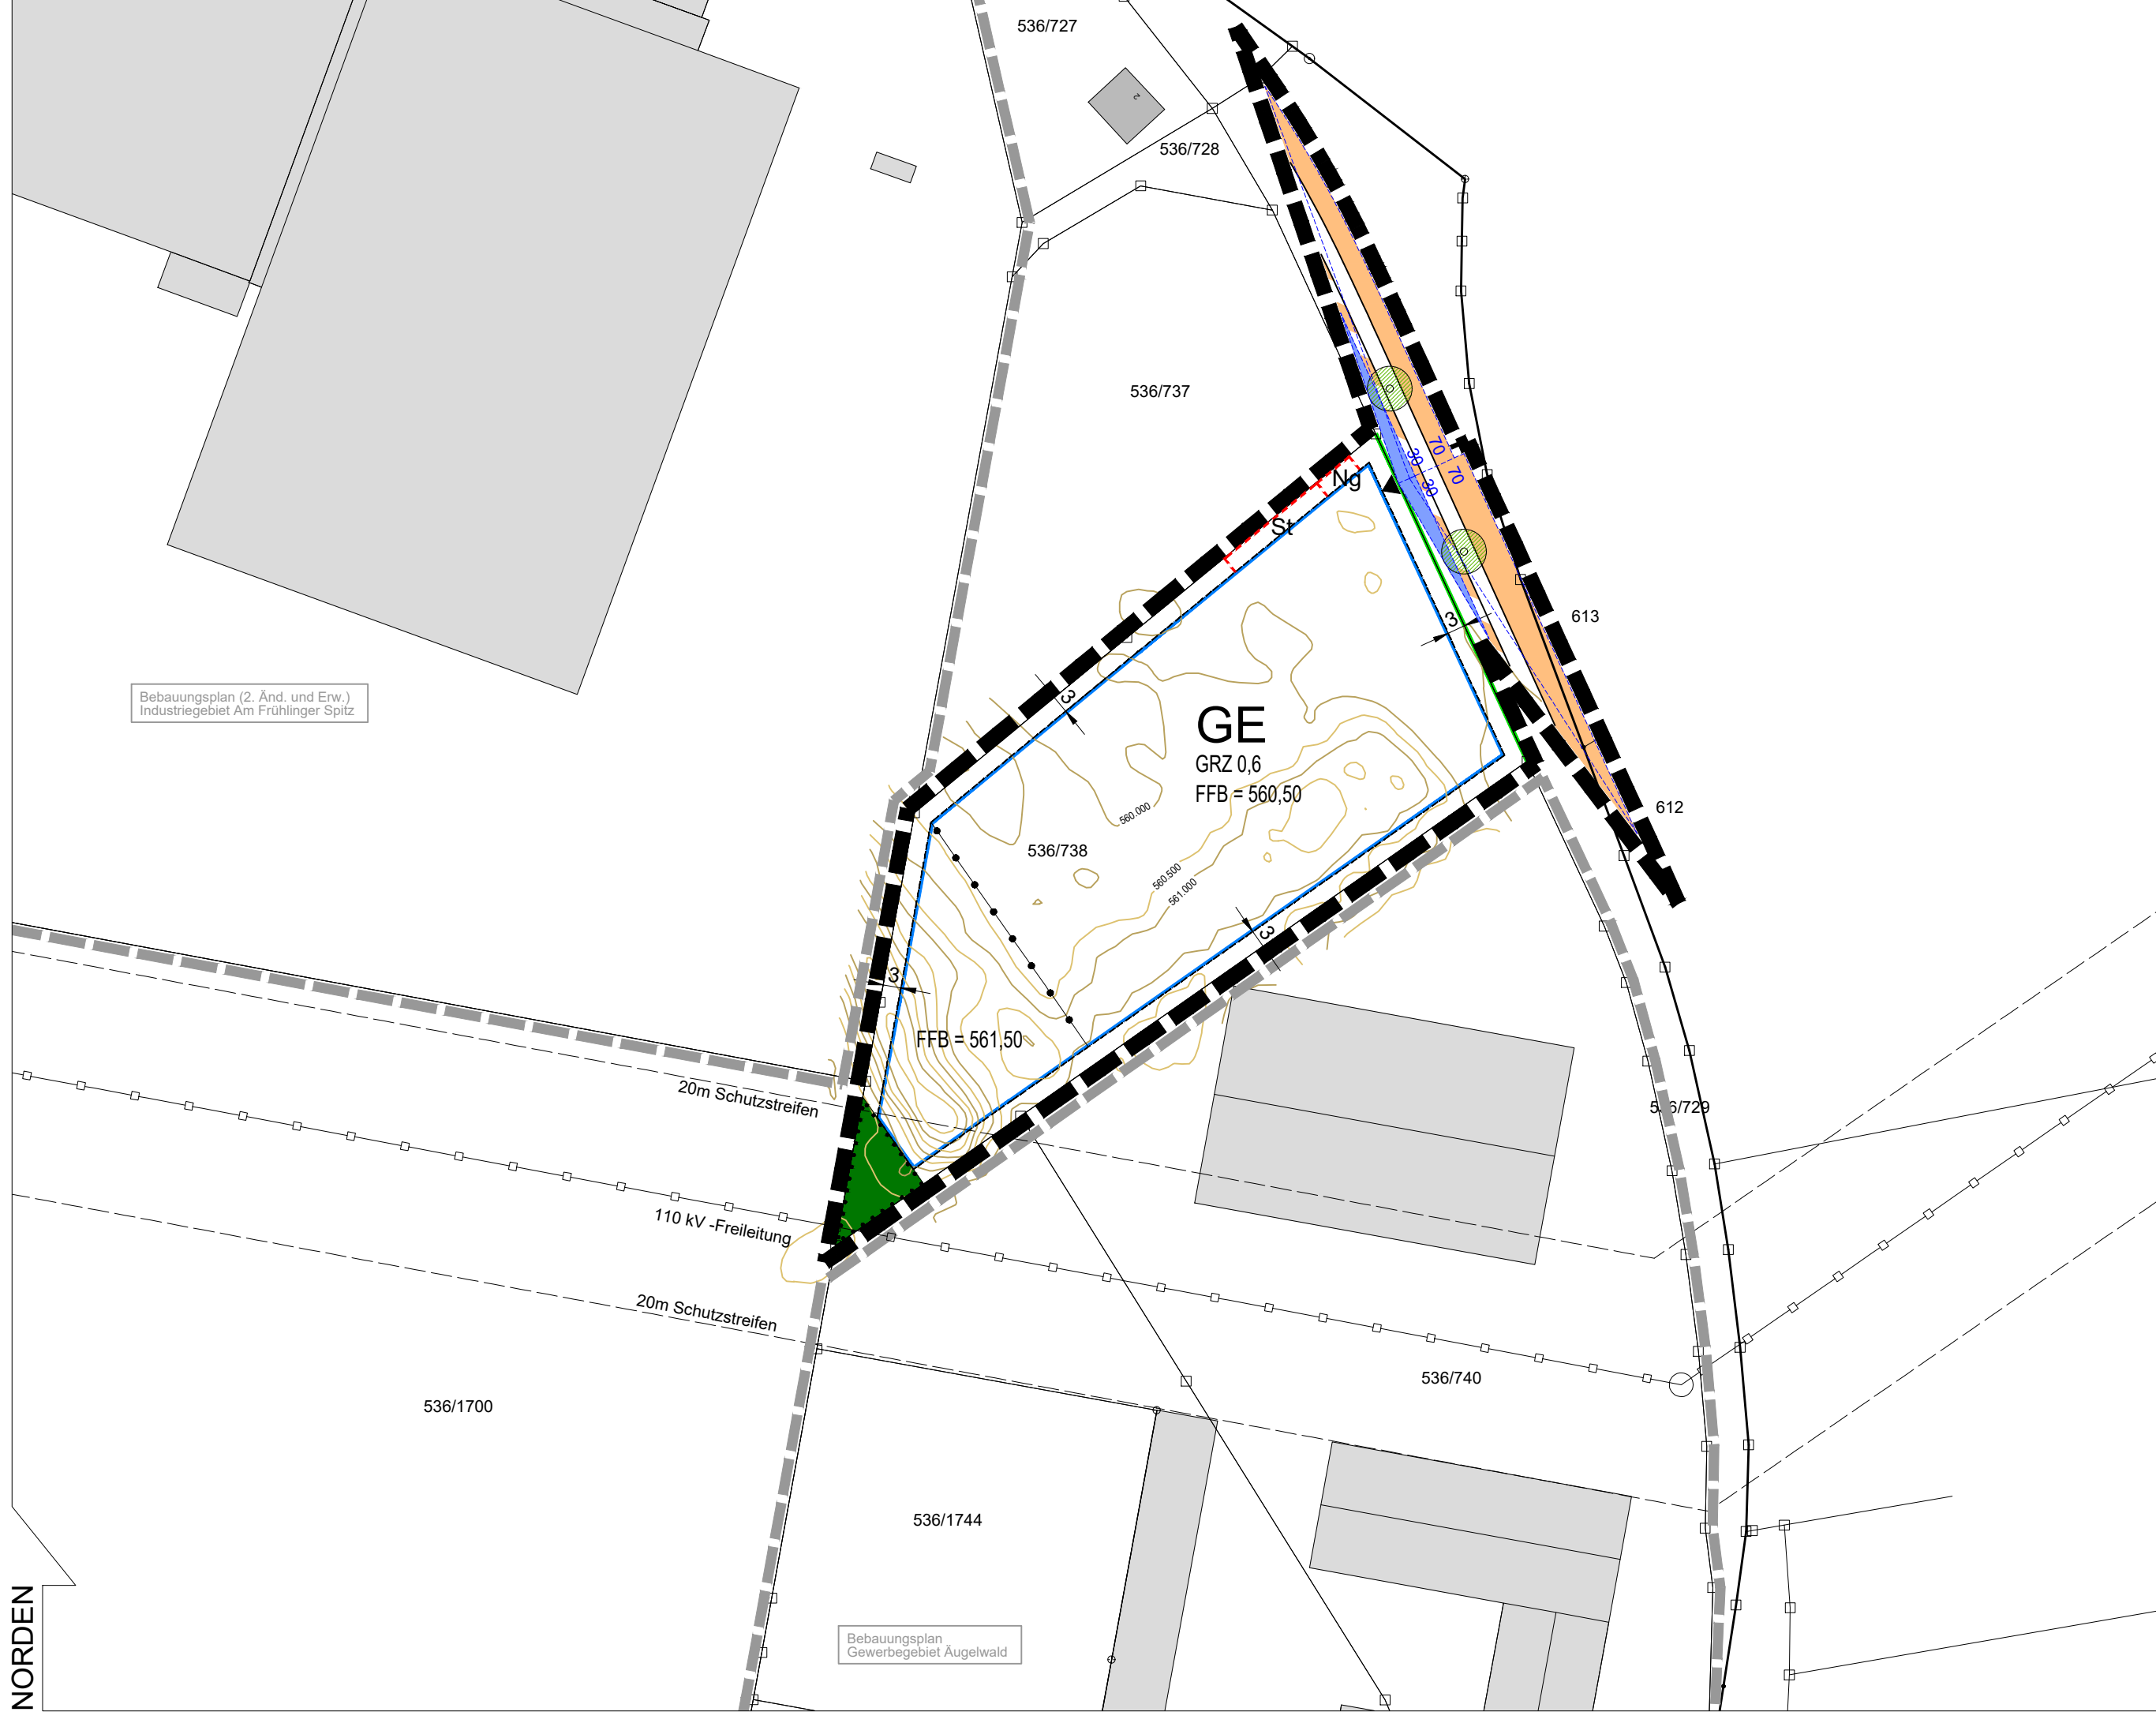 536/727
2
536/728
536/737
70
30
70
30
Ng
St
613
3
Bebauungsplan (2. Änd. und Erw.)
Industriegebiet Am Frühlinger Spitz
3
GE
GRZ 0,6
FFB = 560,50
560.000
612
536/738
560.500
561.000
3
3
FFB = 561,50
20m Schutzstreifen
536/729
110 kV -Freileitung
20m Schutzstreifen
536/740
536/1700
536/1744
NORDEN
Bebauungsplan
Gewerbegebiet Äugelwald